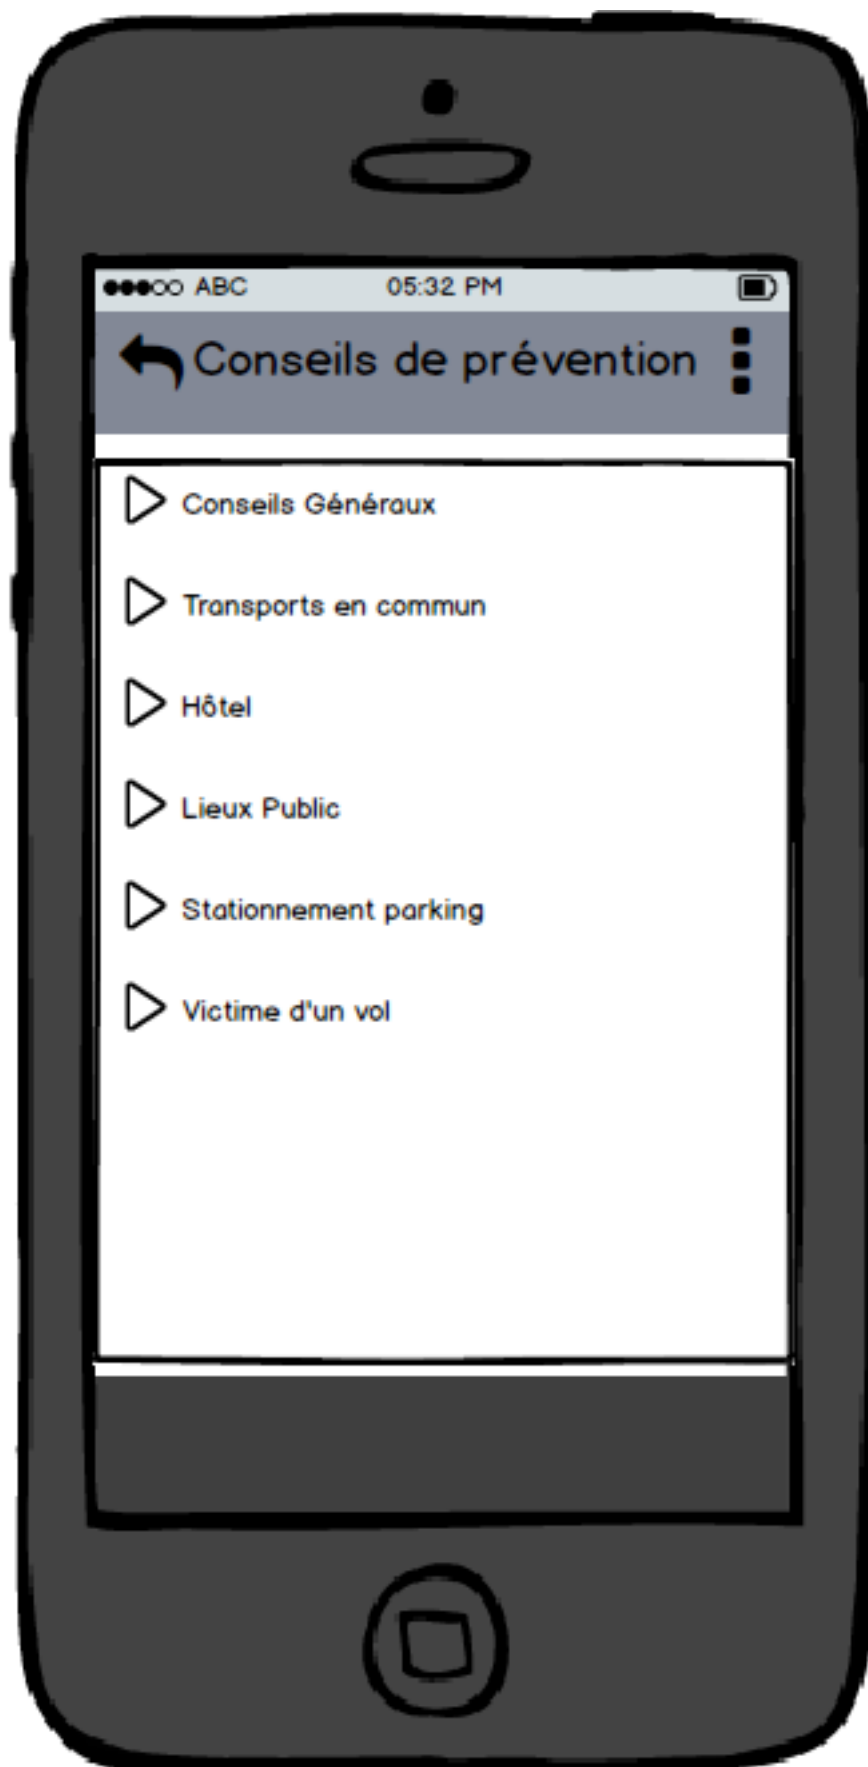 ABC 05:32 PM
Conseils de prévention
Conseils Généraux
Transports en commun
Hôtel
Lieux Public
Stationnement parking
Victime d'un vol